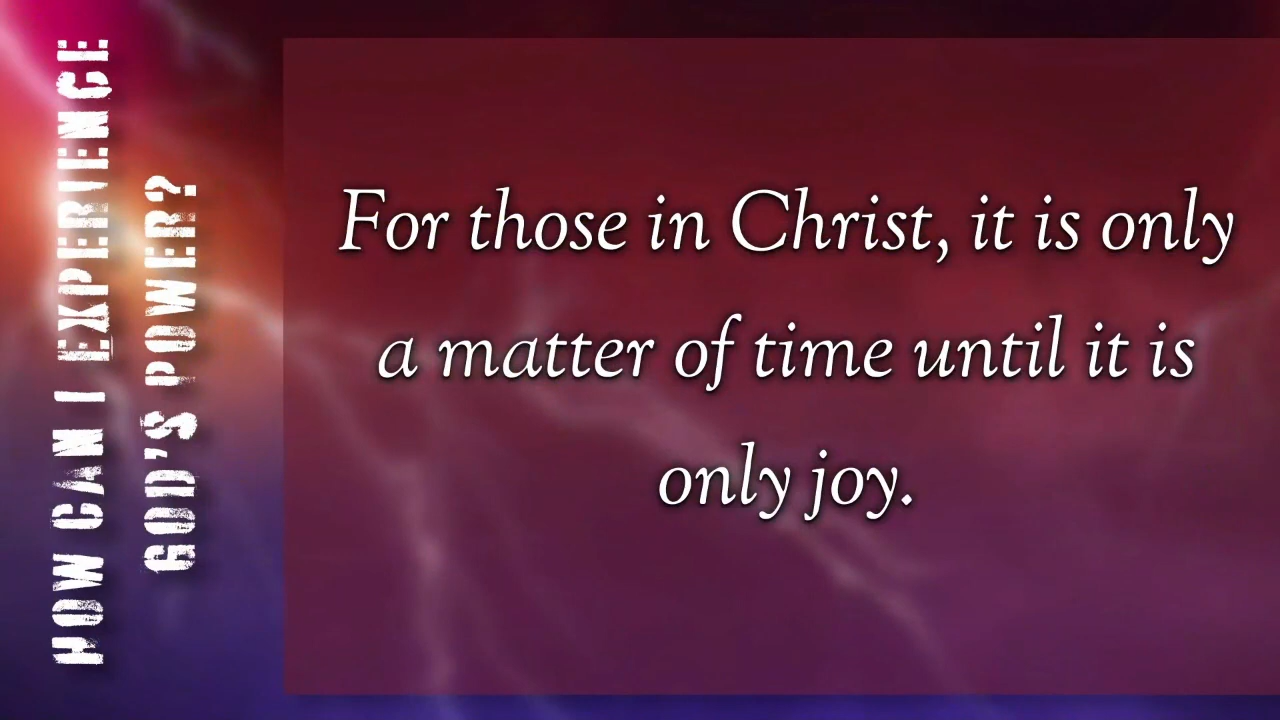 HOW CAN I EXPERIENCE
GOD'S POWER?
For those in Christ, it is only
a matter of time until it is
only joy.